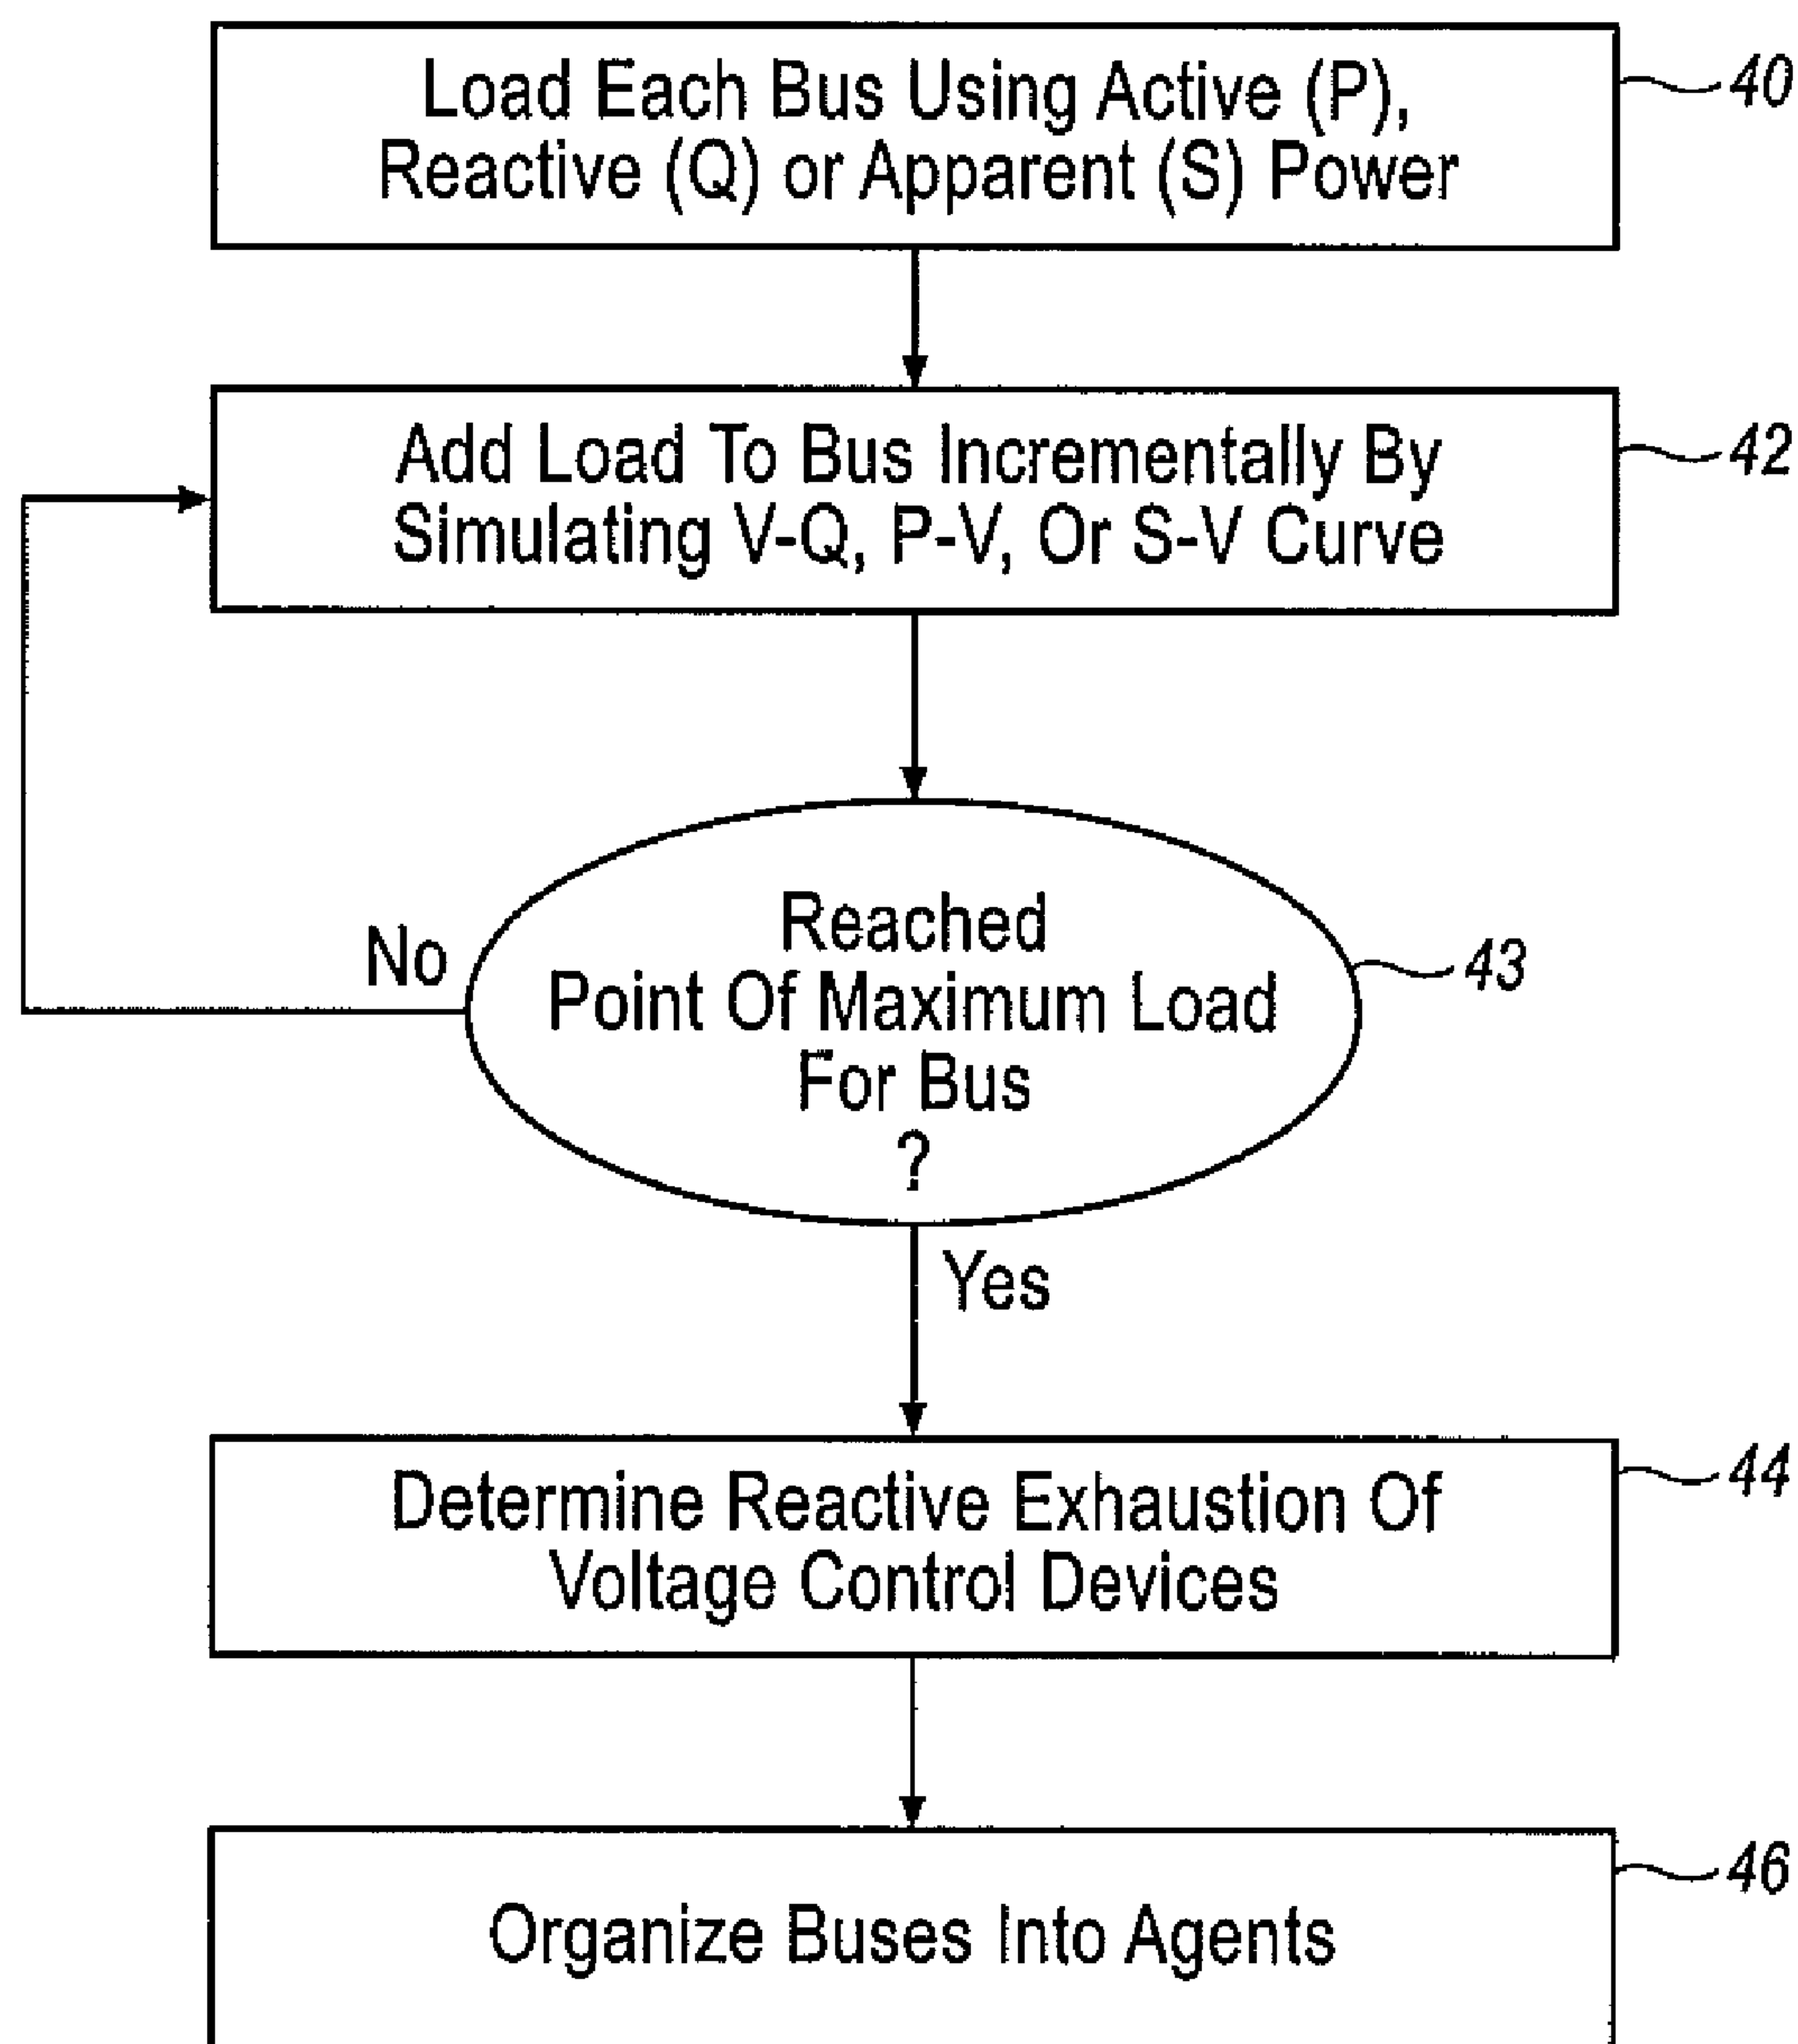 Load Each Bus Using Active (P),
Reactive (Q) or Apparent (S) Power
40
Add Load To Bus Incrementally By
Simulating V-Q, P-V, Or S-V Curve
42
Reached
Point Of Maximum Load
For Bus
?
43
No
Yes
Determine Reactive Exhaustion Of
Voltage Control Devices
44
Organize Buses Into Agents
46